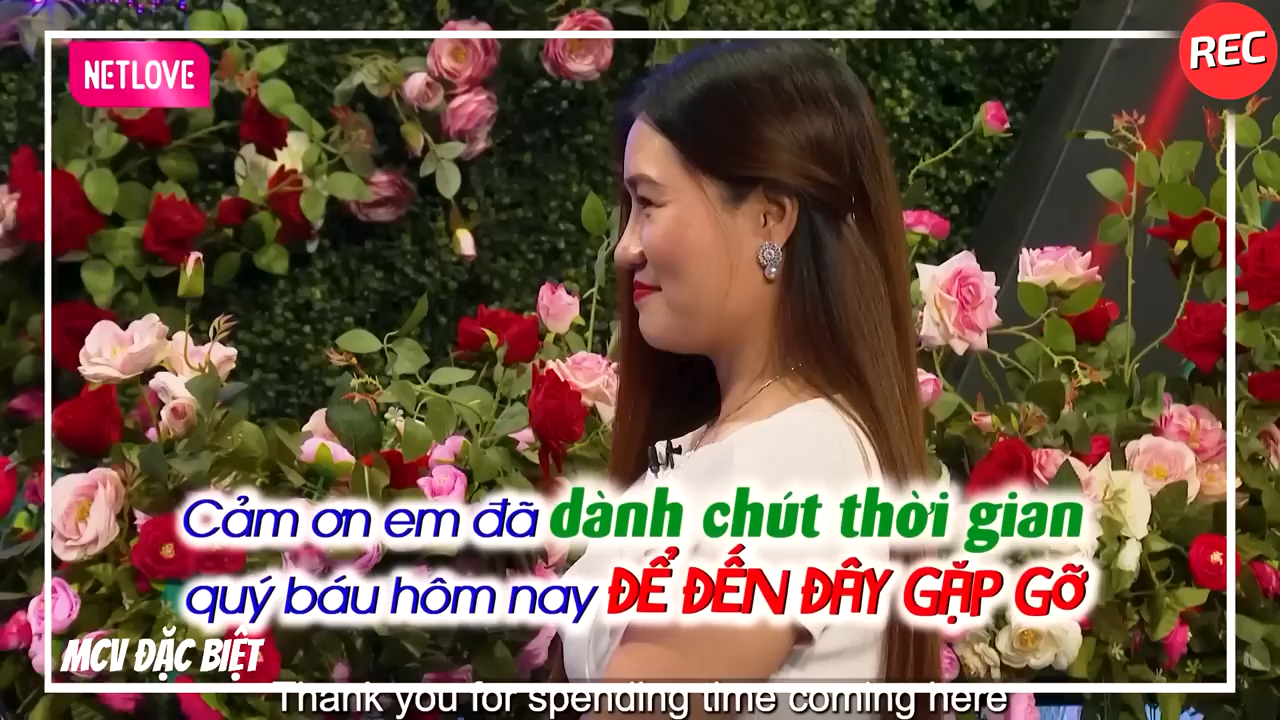 REC
NETLOVE
Cảm ơn em đã dành chút thời gian
quý báu hôm nay ĐỂ ĐẾN ĐÂY GẶP GỠ
MCV ĐẶC BIỆT
Thank you for spending time coming here